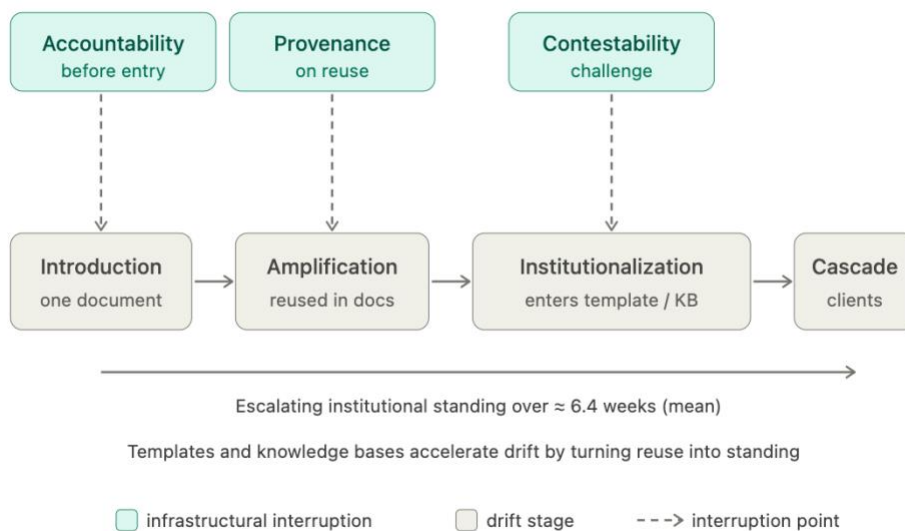 Accountability
before entry
Provenance
on reuse
Contestability
challenge
Introduction
one document
Amplification
reused in docs
Institutionalization
enters template / KB
Cascade
clients
Escalating institutional standing over ≈ 6.4 weeks (mean)
Templates and knowledge bases accelerate drift by turning reuse into standing
infrastructural interruption
drift stage
interruption point